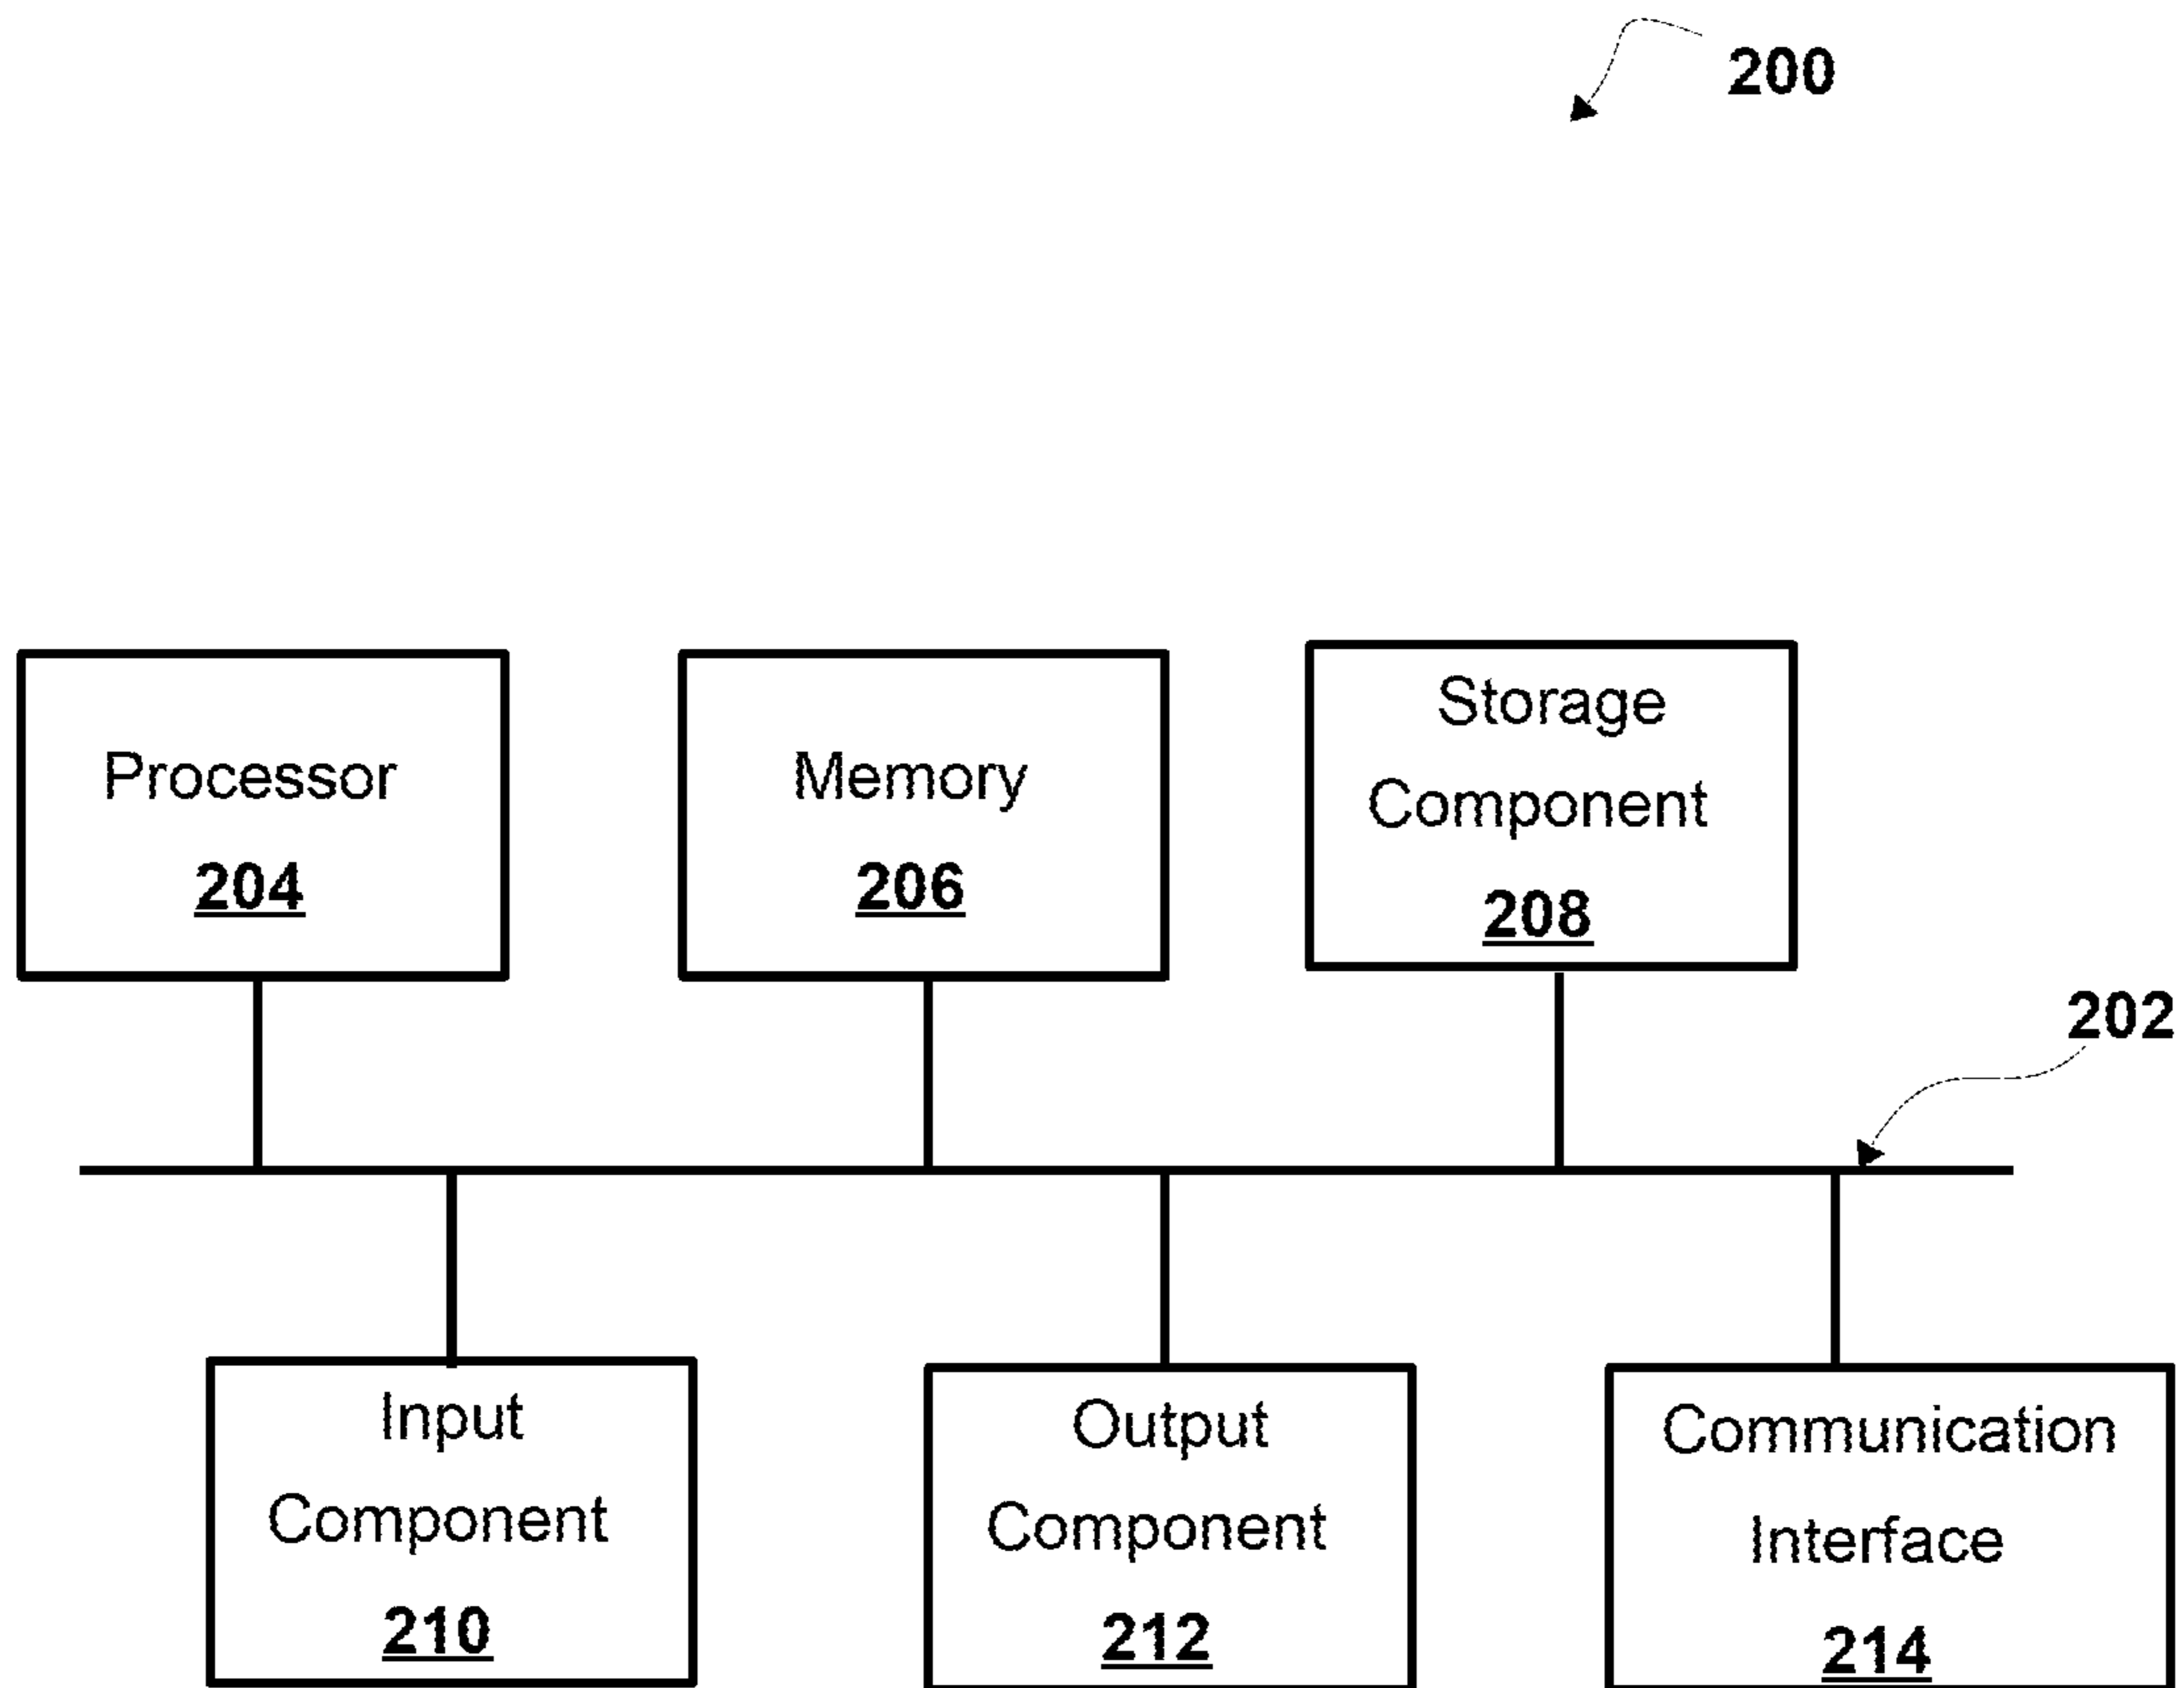 200
Processor
204
Memory
206
Storage
Component
208
202
Input
Component
210
Output
Component
212
Communication
Interface
214